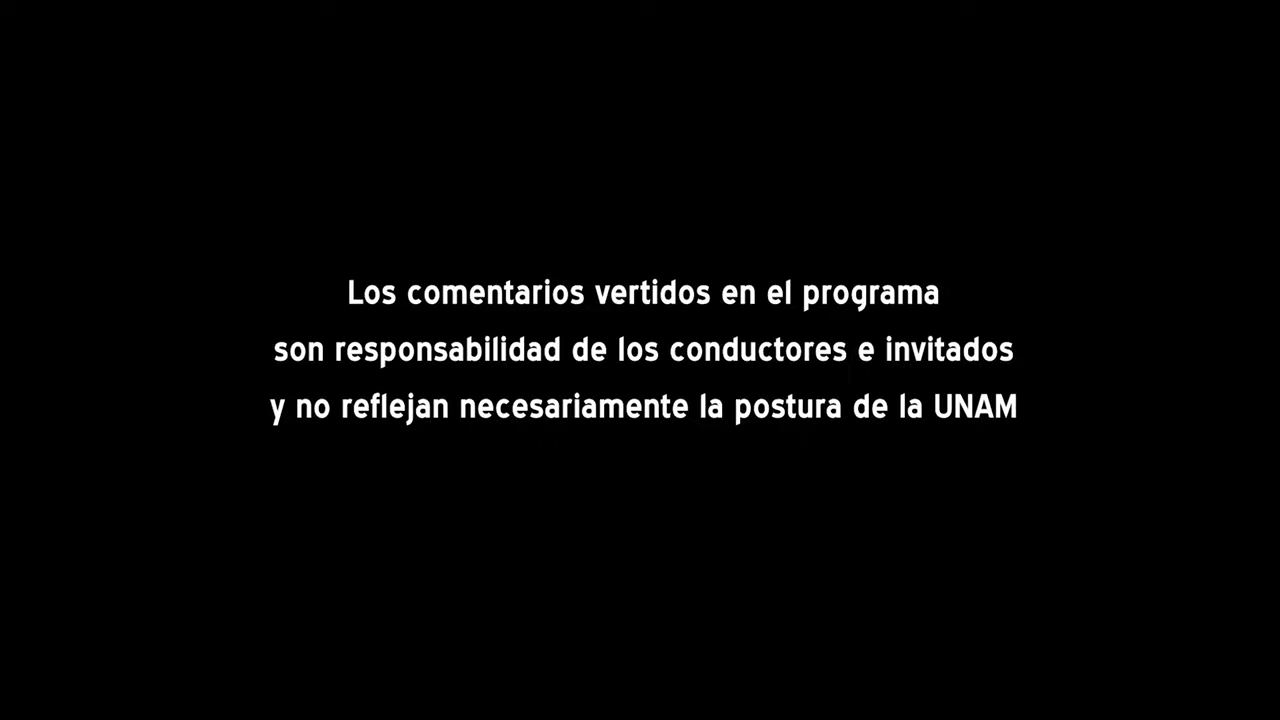 Los comentarios vertidos en el programa
son responsabilidad de los conductores e invitados
y no reflejan necesariamente la postura de la UNAM